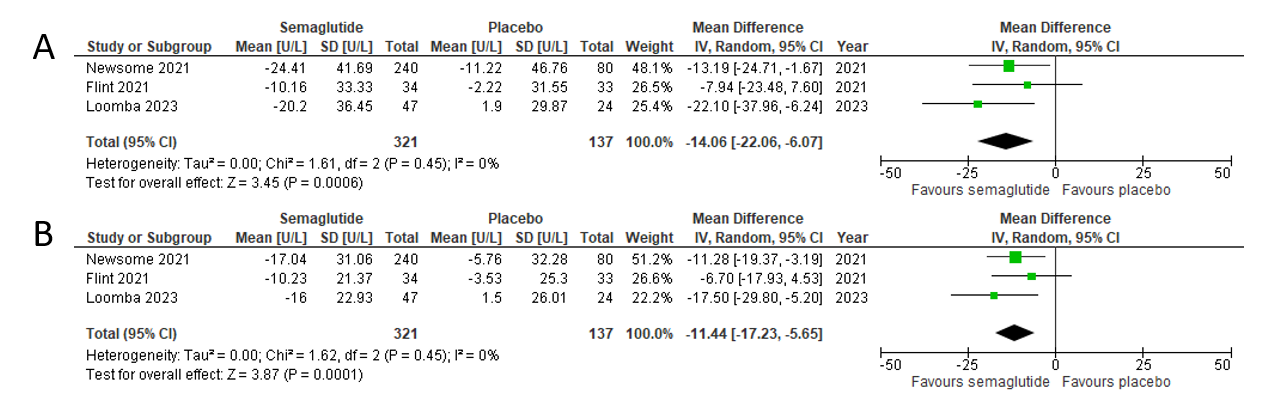 A
Semaglutide Placebo Mean Difference Mean Difference
Study or Subgroup Mean [U/L] SD [U/L] Total Mean [U/L] SD [U/L] Total Weight IV, Random, 95% CI Year IV, Random, 95% CI
Newsome 2021 -24.41 41.69 240 -11.22 46.76 80 48.1% -13.19 [-24.71, -1.67] 2021
Flint 2021 -10.16 33.33 34 -2.22 31.55 33 26.5% -7.94 [-23.48, 7.60] 2021
Loomba 2023 -20.2 36.45 47 1.9 29.87 24 25.4% -22.10 [-37.96, -6.24] 2023
Total (95% CI) 321 137 100.0% -14.06 [-22.06, -6.07]
Heterogeneity: Tau² = 0.00; Chi² = 1.61, df = 2 (P = 0.45); I² = 0%
Test for overall effect: Z = 3.45 (P = 0.0006)
-50 -25 0 25 50
Favours semaglutide Favours placebo
B
Semaglutide Placebo Mean Difference Mean Difference
Study or Subgroup Mean [U/L] SD [U/L] Total Mean [U/L] SD [U/L] Total Weight IV, Random, 95% CI Year IV, Random, 95% CI
Newsome 2021 -17.04 31.06 240 -5.76 32.28 80 51.2% -11.28 [-19.37, -3.19] 2021
Flint 2021 -10.23 21.37 34 -3.53 25.3 33 26.6% -6.70 [-17.93, 4.53] 2021
Loomba 2023 -16 22.93 47 1.5 26.01 24 22.2% -17.50 [-29.80, -5.20] 2023
Total (95% CI) 321 137 100.0% -11.44 [-17.23, -5.65]
Heterogeneity: Tau² = 0.00; Chi² = 1.62, df = 2 (P = 0.45); I² = 0%
Test for overall effect: Z = 3.87 (P = 0.0001)
-50 -25 0 25 50
Favours semaglutide Favours placebo